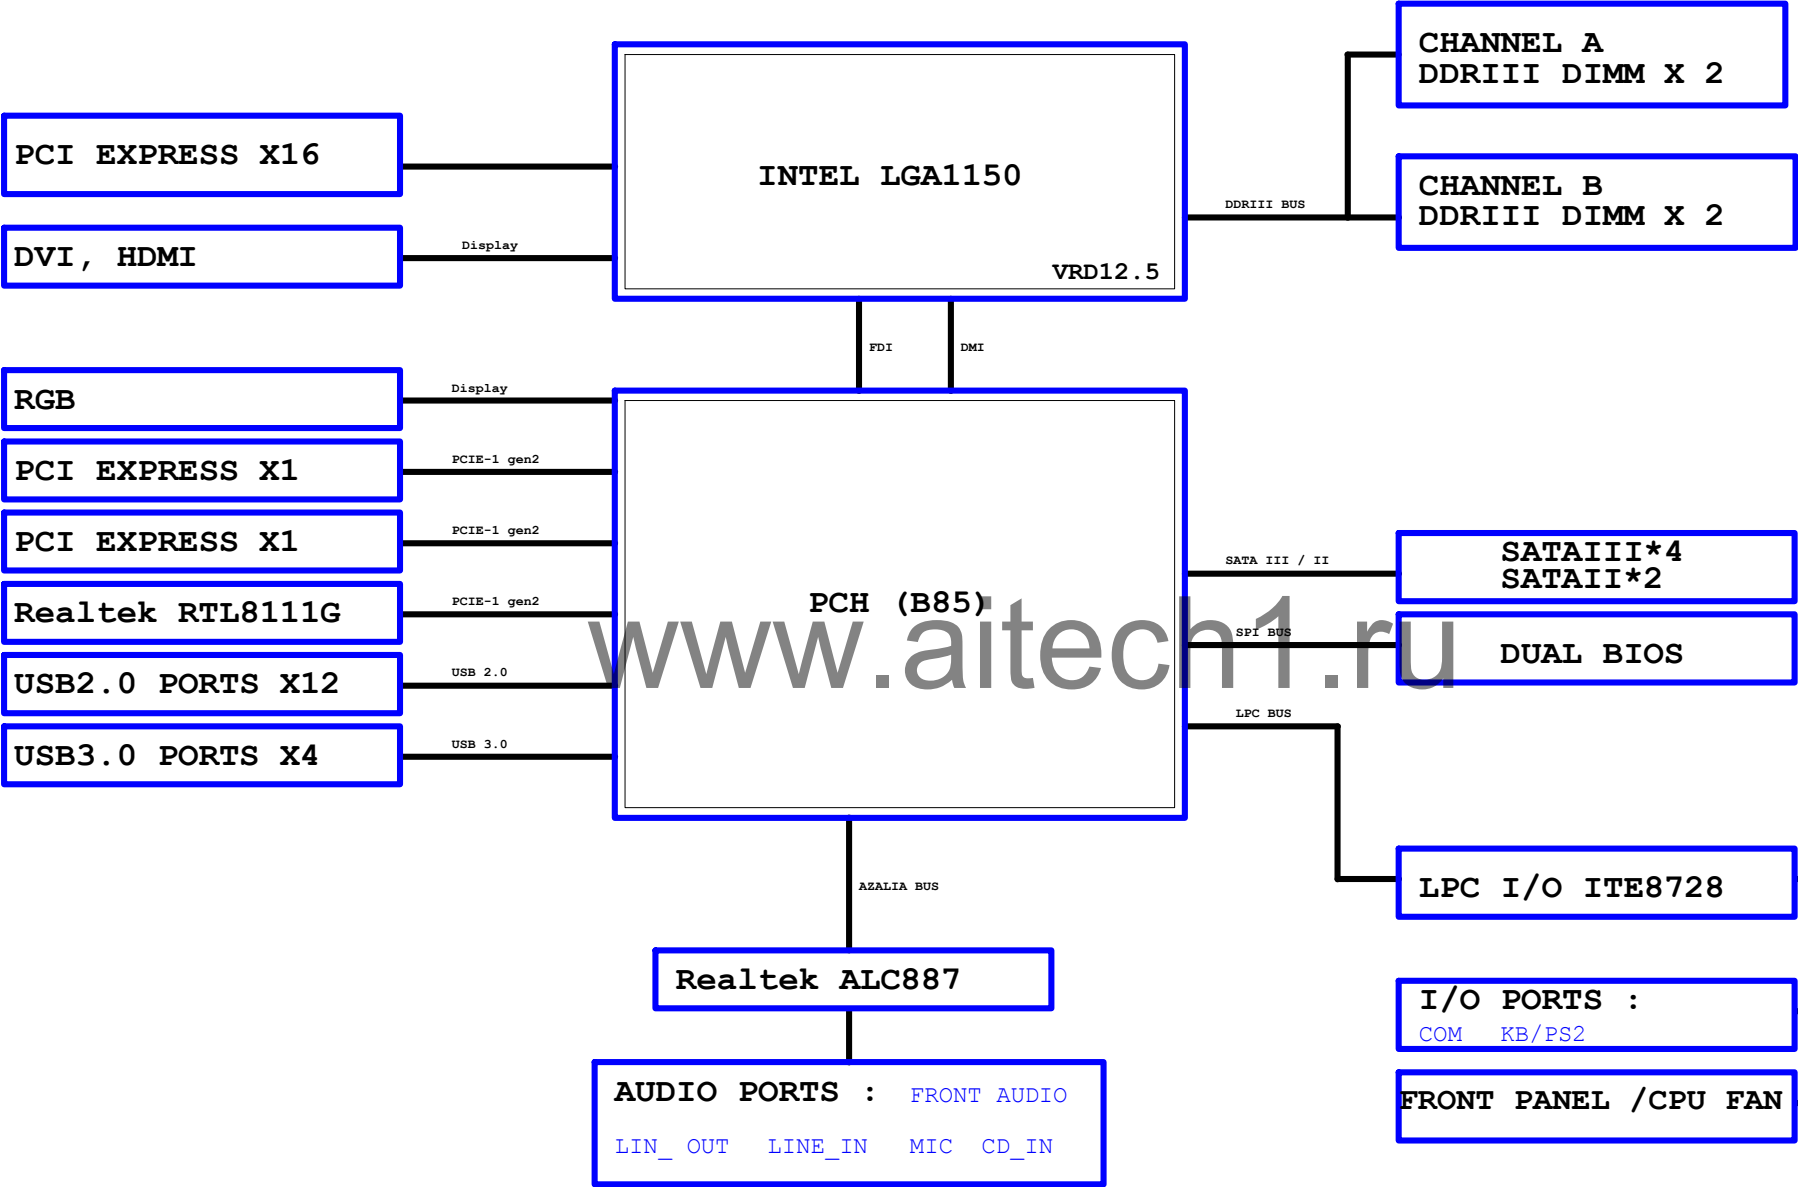 CHANNEL A
DDRIII DIMM X 2
PCI EXPRESS X16
INTEL LGA1150
CHANNEL B
DDRIII DIMM X 2
DDRIII BUS
DVI, HDMI
Display
VRD12.5
FDI
DMI
RGB
Display
PCI EXPRESS X1
PCIE-1 gen2
PCI EXPRESS X1
PCIE-1 gen2
SATA III / II
SATAIII*4
SATAII*2
Realtek RTL8111G
PCIE-1 gen2
PCH (B85)
www.aitech1.ru
SPI BUS
DUAL BIOS
USB2.0 PORTS X12
USB 2.0
LPC BUS
USB3.0 PORTS X4
USB 3.0
AZALIA BUS
LPC I/O ITE8728
Realtek ALC887
I/O PORTS :
COM KB/PS2
AUDIO PORTS : FRONT AUDIO
LIN_ OUT LINE_IN MIC CD_IN
FRONT PANEL /CPU FAN